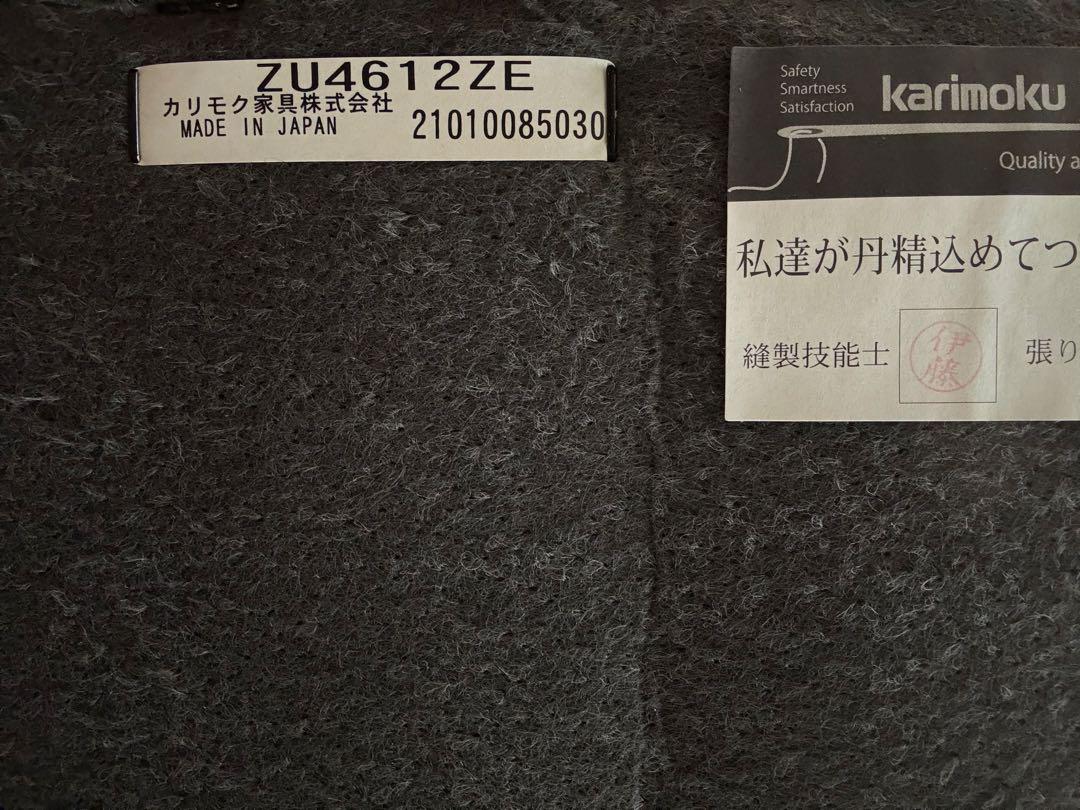 ZU4612ZE
カリモク家具株式会社
MADE IN JAPAN
21010085030
Safety
Smartness
Satisfaction
karimoku
Quality a
私達が丹精込めてつ
縫製技能士
伊藤
張り